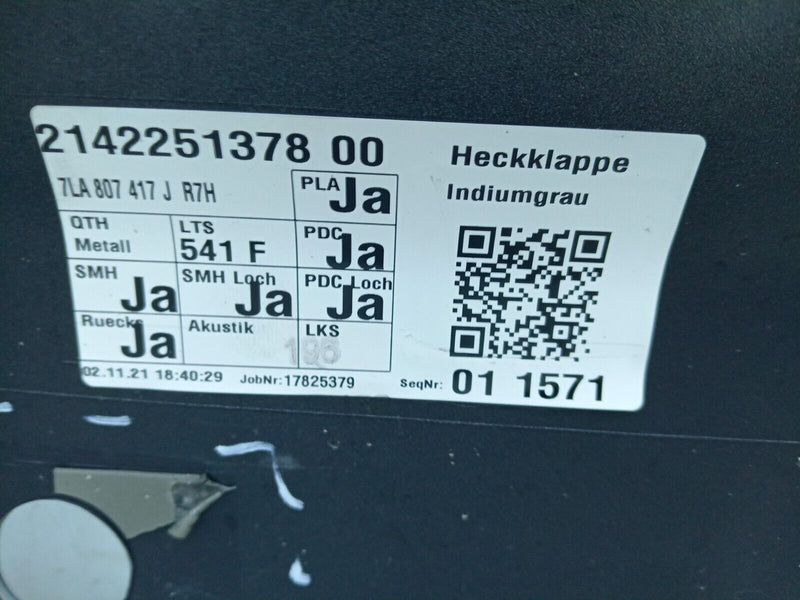 2142251378 00
Heckklappe
7LA 807 417 J R7H
PLA Ja
Indiumgrau
QTH Metall
LTS 541 F
PDC Ja
SMH Ja
SMH Loch Ja
PDC Loch Ja
Ruecks Ja
Akustik
LKS
196
02.11.21 18:40:29 JobNr:17825379
SeqNr: 01 1571